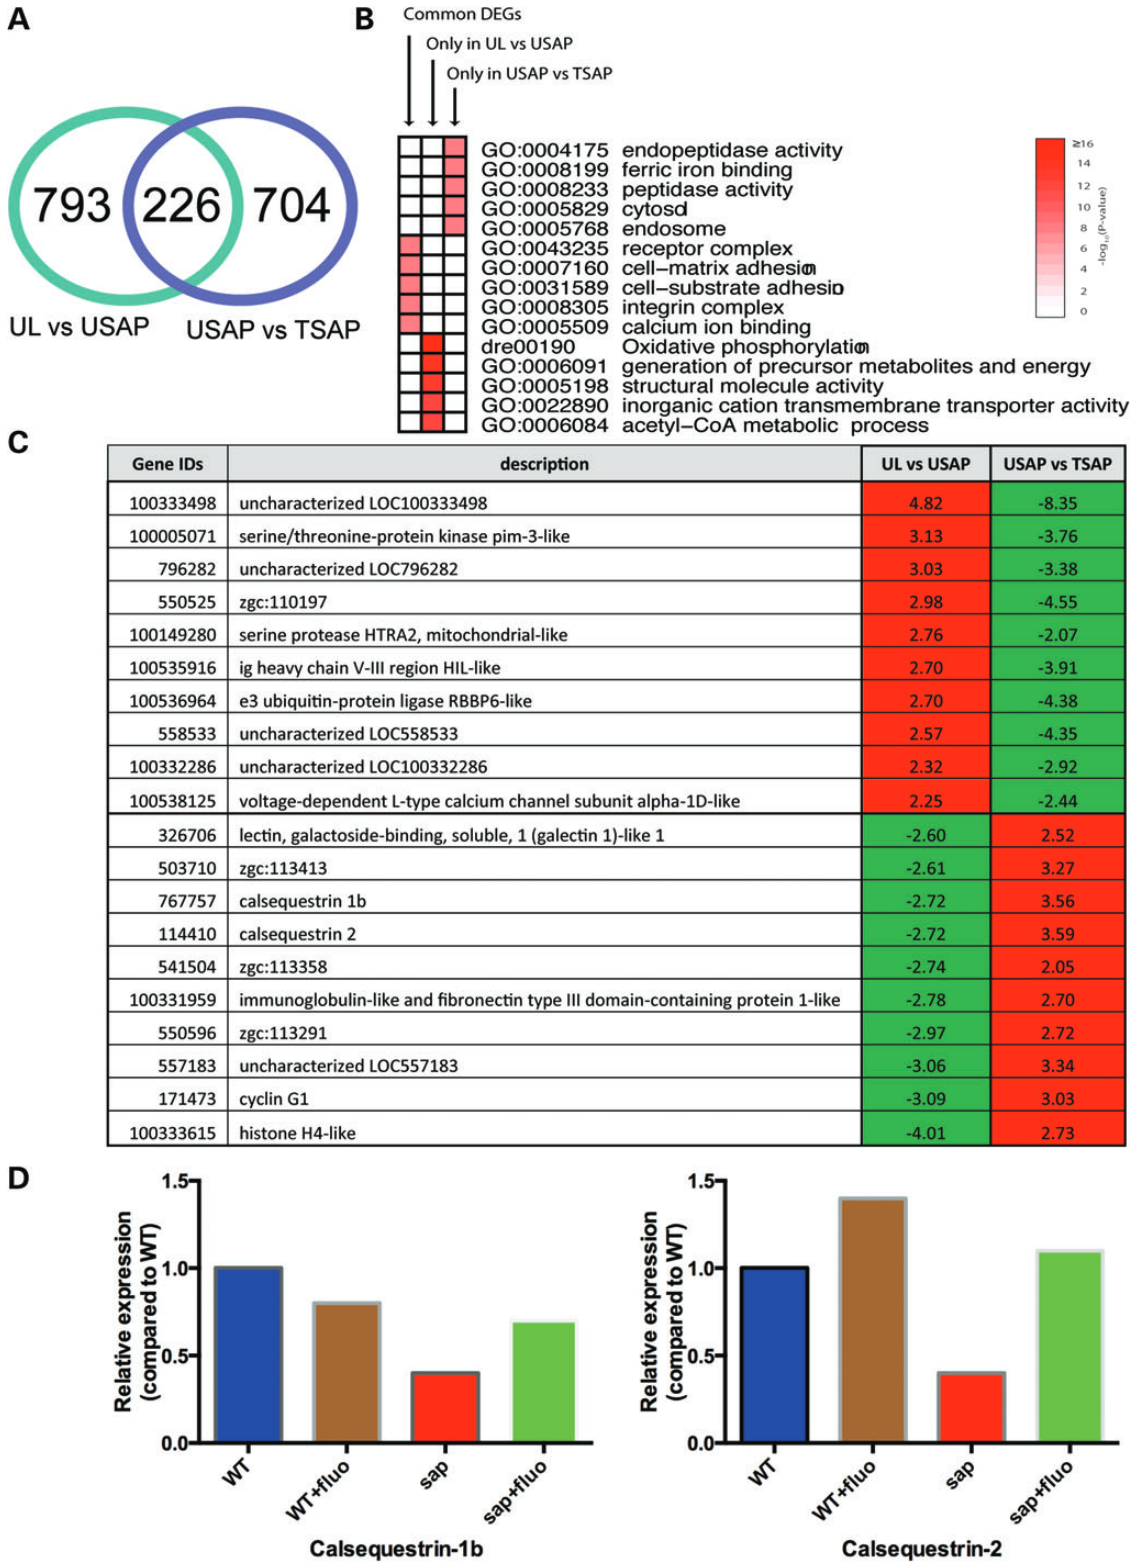 A
793
226
704
UL vs USAP
USAP vs TSAP
B
Common DEGs
Only in UL vs USAP
Only in USAP vs TSAP
GO:0004175 endopeptidase activity
GO:0008199 ferric iron binding
GO:0008233 peptidase activity
GO:0005829 cytosol
GO:0005768 endosome
GO:0043235 receptor complex
GO:0007160 cell−matrix adhesion
GO:0031589 cell−substrate adhesion
GO:0008305 integrin complex
GO:0005509 calcium ion binding
dre00190 Oxidative phosphorylation
GO:0006091 generation of precursor metabolites and energy
GO:0005198 structural molecule activity
GO:0022890 inorganic cation transmembrane transporter activity
GO:0006084 acetyl−CoA metabolic process
≥16
14
12
10
8
6
4
2
0
-log10(P-value)
C
Gene IDs description UL vs USAP USAP vs TSAP
100333498 uncharacterized LOC100333498 4.82 -8.35
100005071 serine/threonine-protein kinase pim-3-like 3.13 -3.76
796282 uncharacterized LOC796282 3.03 -3.38
550525 zgc:110197 2.98 -4.55
100149280 serine protease HTRA2, mitochondrial-like 2.76 -2.07
100535916 ig heavy chain V-III region HIL-like 2.70 -3.91
100536964 e3 ubiquitin-protein ligase RBBP6-like 2.70 -4.38
558533 uncharacterized LOC558533 2.57 -4.35
100332286 uncharacterized LOC100332286 2.32 -2.92
100538125 voltage-dependent L-type calcium channel subunit alpha-1D-like 2.25 -2.44
326706 lectin, galactoside-binding, soluble, 1 (galectin 1)-like 1 -2.60 2.52
503710 zgc:113413 -2.61 3.27
767757 calsequestrin 1b -2.72 3.56
114410 calsequestrin 2 -2.72 3.59
541504 zgc:113358 -2.74 2.05
100331959 immunoglobulin-like and fibronectin type III domain-containing protein 1-like -2.78 2.70
550596 zgc:113291 -2.97 2.72
557183 uncharacterized LOC557183 -3.06 3.34
171473 cyclin G1 -3.09 3.03
100333615 histone H4-like -4.01 2.73
D
Relative expression
(compared to WT)
1.5
1.0
0.5
0.0
WT
WT+fluo
sap
sap+fluo
Calsequestrin-1b
Relative expression
(compared to WT)
1.5
1.0
0.5
0.0
WT
WT+fluo
sap
sap+fluo
Calsequestrin-2